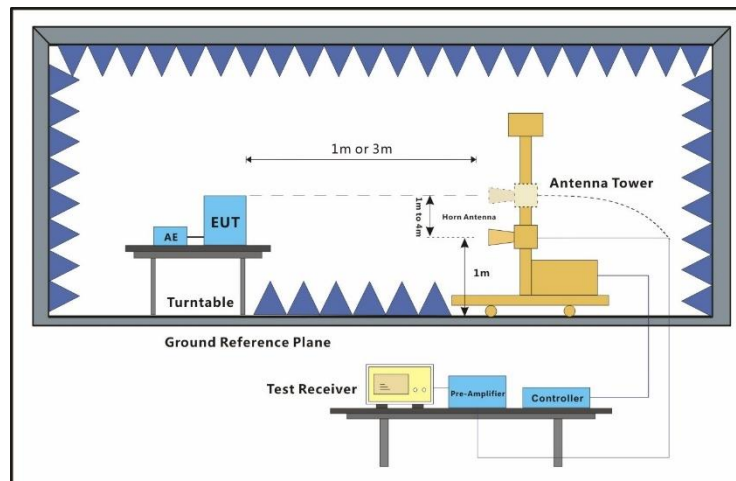 1m or 3m
Antenna Tower
1m to 4m
Horn Antenna
EUT
AE
1m
Turntable
Ground Reference Plane
Test Receiver
Pre-Amplifier
Controller